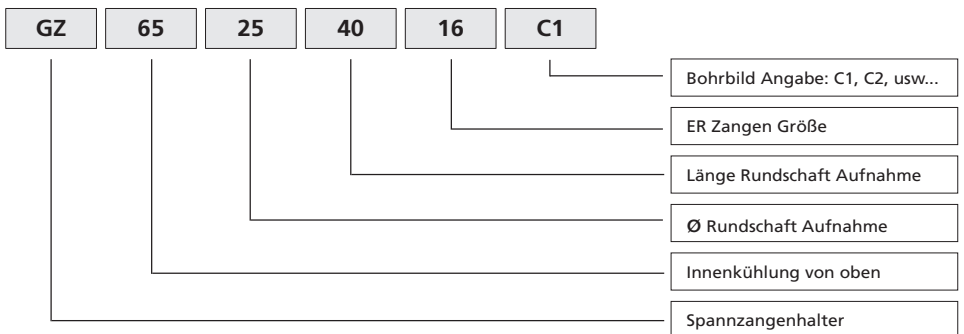 GZ 65 25 40 16 C1
Bohrbild Angabe: C1, C2, usw...
ER Zangen Größe
Länge Rundschaft Aufnahme
Ø Rundschaft Aufnahme
Innenkühlung von oben
Spannzangenhalter